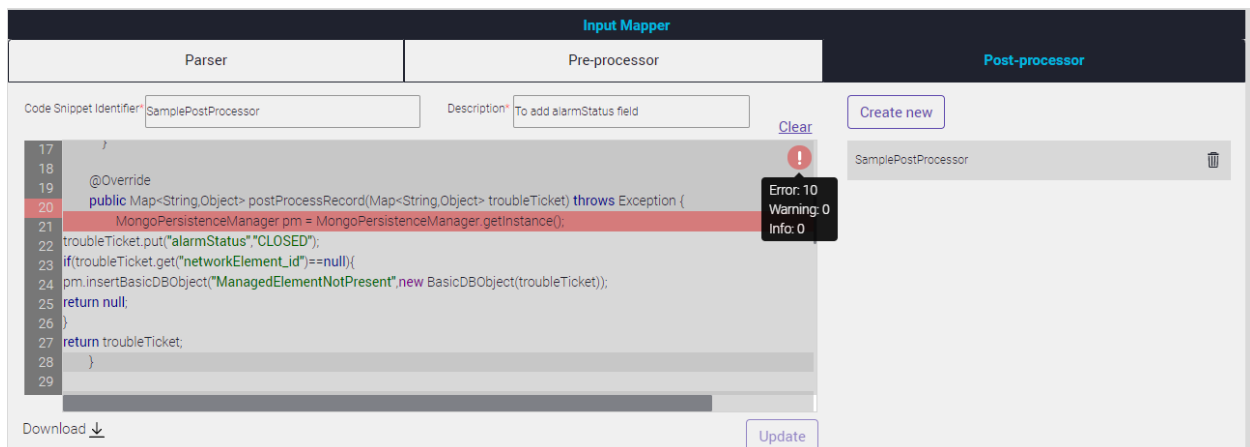 Input Mapper
Parser Pre-processor Post-processor
Code Snippet Identifier* SamplePostProcessor Description* To add alarmStatus field
Clear
Create new
SamplePostProcessor
Error: 10
Warning: 0
Info: 0
17 }
18
19 @Override
20 public Map<String,Object> postProcessRecord(Map<String,Object> troubleTicket) throws Exception {
21 MongoPersistenceManager pm = MongoPersistenceManager.getInstance();
22 troubleTicket.put("alarmStatus","CLOSED");
23 if(troubleTicket.get("networkElement_id")==null){
24 pm.insertBasicDBObject("ManagedElementNotPresent",new BasicDBObject(troubleTicket));
25 return null;
26 }
27 return troubleTicket;
28 }
29
Download
Update